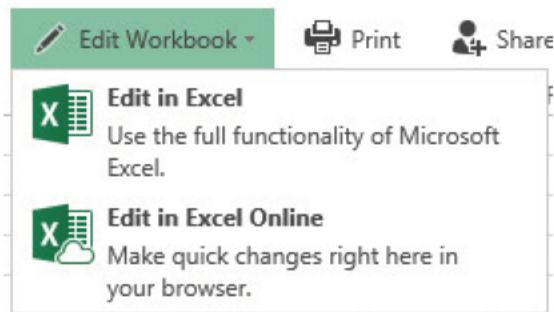 Edit Workbook Print Share
Edit in Excel
Use the full functionality of Microsoft
Excel.
Edit in Excel Online
Make quick changes right here in
your browser.